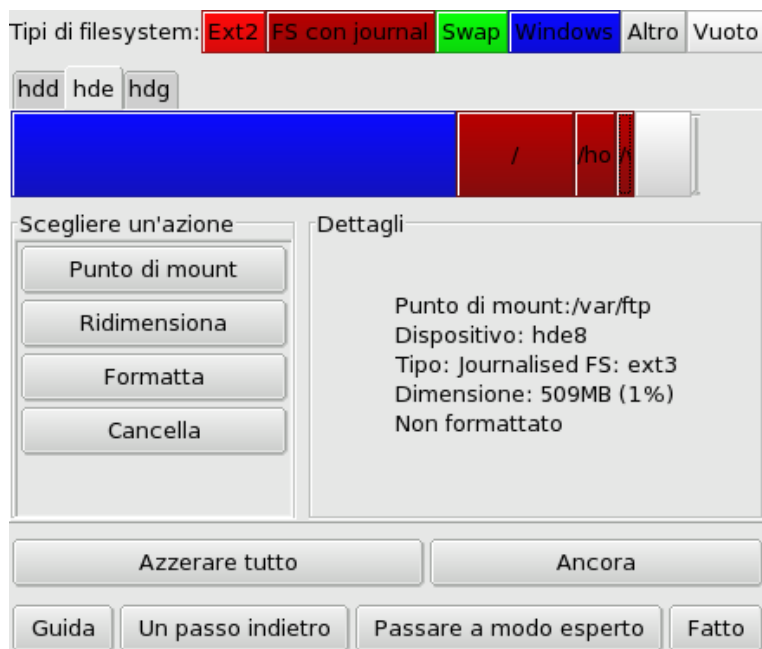 Tipi di filesystem: Ext2 FS con journal Swap Windows Altro Vuoto
hdd hde hdg
/ /ho /v
Scegliere un'azione
Punto di mount
Ridimensiona
Formatta
Cancella
Dettagli
Punto di mount:/var/ftp
Dispositivo: hde8
Tipo: Journalised FS: ext3
Dimensione: 509MB (1%)
Non formattato
Azzerare tutto Ancora
Guida Un passo indietro Passare a modo esperto Fatto